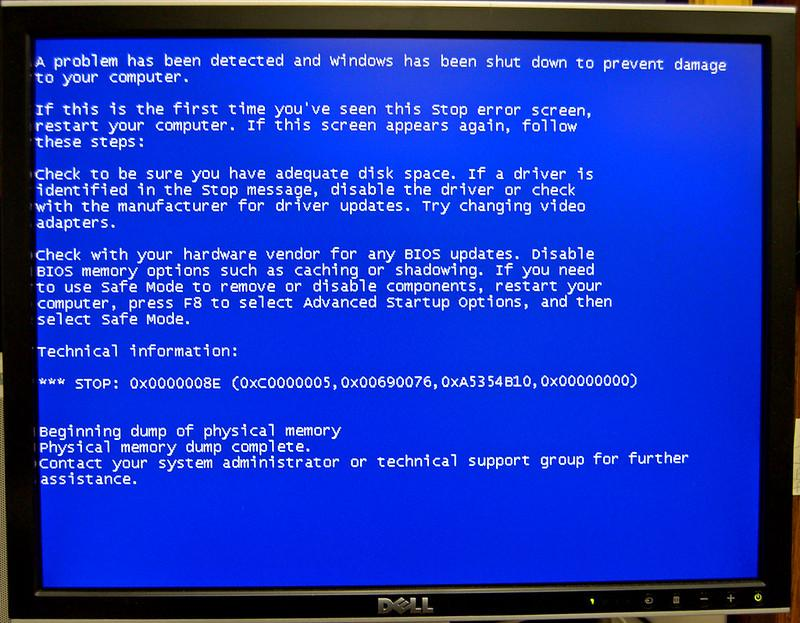 A problem has been detected and Windows has been shut down to prevent damage
to your computer.
If this is the first time you've seen this Stop error screen,
restart your computer. If this screen appears again, follow
these steps:
Check to be sure you have adequate disk space. If a driver is
identified in the Stop message, disable the driver or check
with the manufacturer for driver updates. Try changing video
adapters.
Check with your hardware vendor for any BIOS updates. Disable
BIOS memory options such as caching or shadowing. If you need
to use Safe Mode to remove or disable components, restart your
computer, press F8 to select Advanced Startup Options, and then
select Safe Mode.
Technical information:
*** STOP: 0x0000008E (0xC0000005,0x00690076,0xA5354B10,0x00000000)
Beginning dump of physical memory
Physical memory dump complete.
Contact your system administrator or technical support group for further
assistance.
DELL